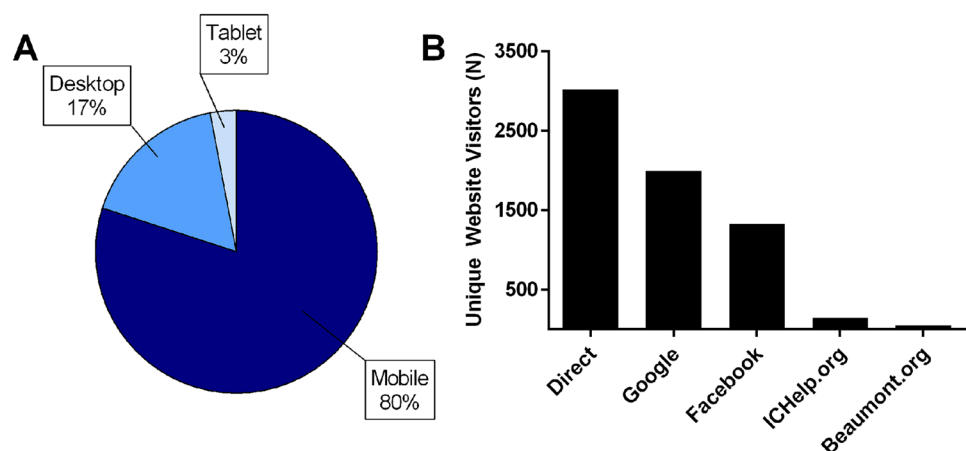 A
Tablet
3%
Desktop
17%
Mobile
80%
B
Unique Website Visitors (N)
3500
2500
1500
500
Direct
Google
Facebook
ICHelp.org
Beaumont.org